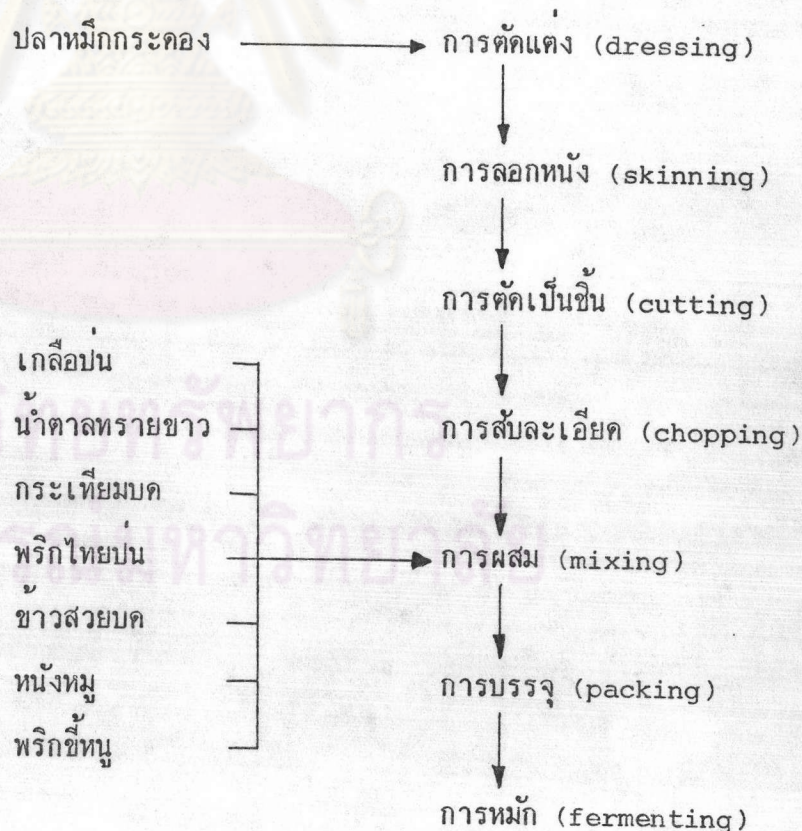 ปลาหมึกกระดอง การตัดแต่ง (dressing)
การลอกหนัง (skinning)
การตัดเป็นชิ้น (cutting)
เกลือป่น
น้ำตาลทรายขาว การสับละเอียด (chopping)
กระเทียมบด
พริกไทยป่น การผสม (mixing)
ข้าวสวยบด
หนังหมู การบรรจุ (packing)
พริกขี้หนู
การหมัก (fermenting)